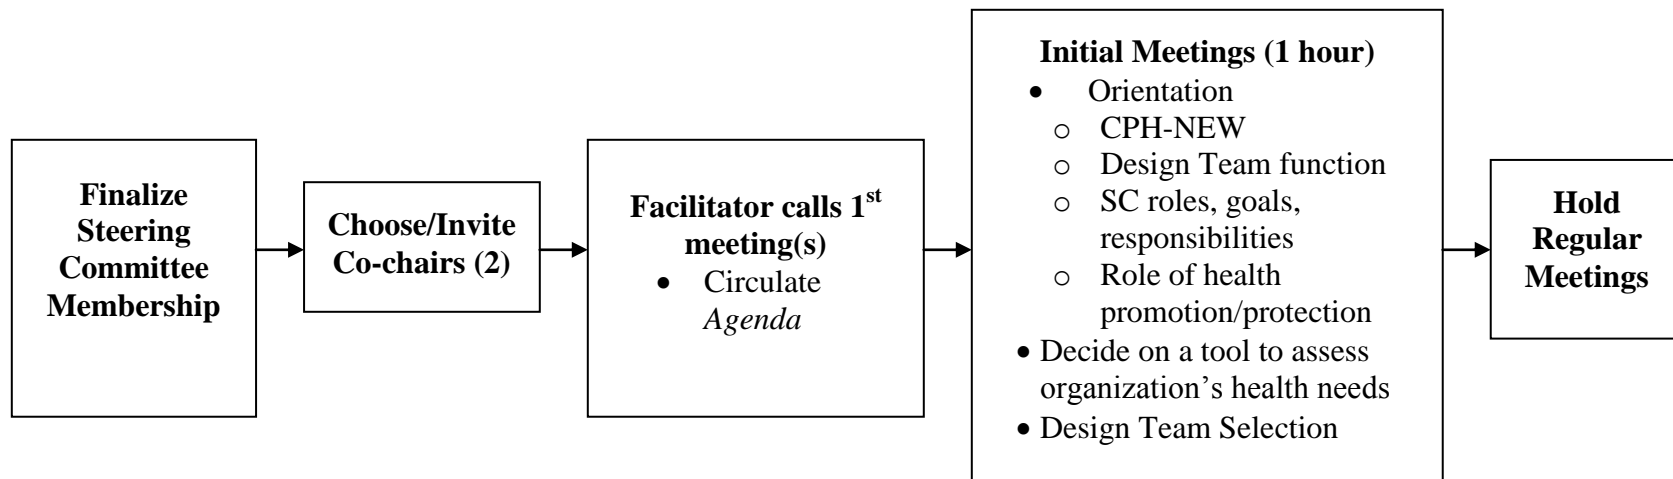 Finalize
Steering
Committee
Membership
Choose/Invite
Co-chairs (2)
Facilitator calls 1st
meeting(s)
• Circulate
Agenda
Initial Meetings (1 hour)
• Orientation
o CPH-NEW
o Design Team function
o SC roles, goals,
responsibilities
o Role of health
promotion/protection
• Decide on a tool to assess
organization’s health needs
• Design Team Selection
Hold
Regular
Meetings